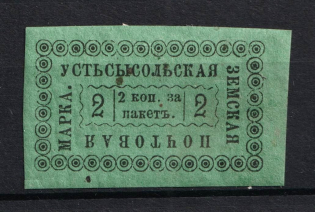 УСТЬСЫСОЛЬСКАЯ
ЗЕМСКАЯ
ПОЧТОВАЯ
МАРКА.
2 2 коп. за 2
пакетъ.